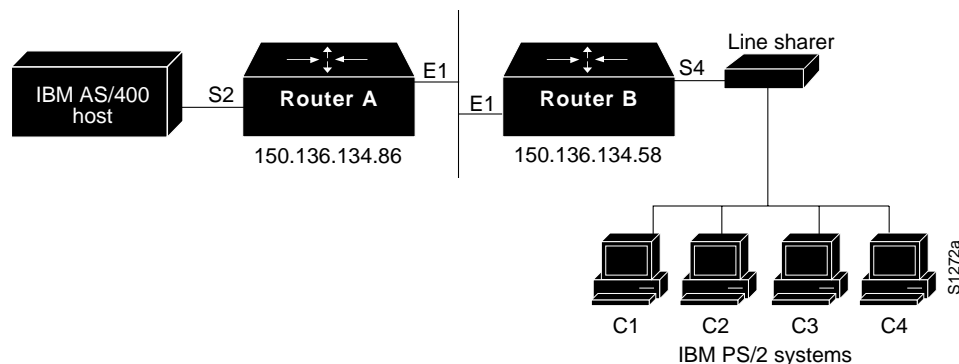 Line sharer
IBM AS/400
host
S2
Router A
E1
E1
Router B
S4
150.136.134.86
150.136.134.58
C1
C2
C3
C4
IBM PS/2 systems
S1272a